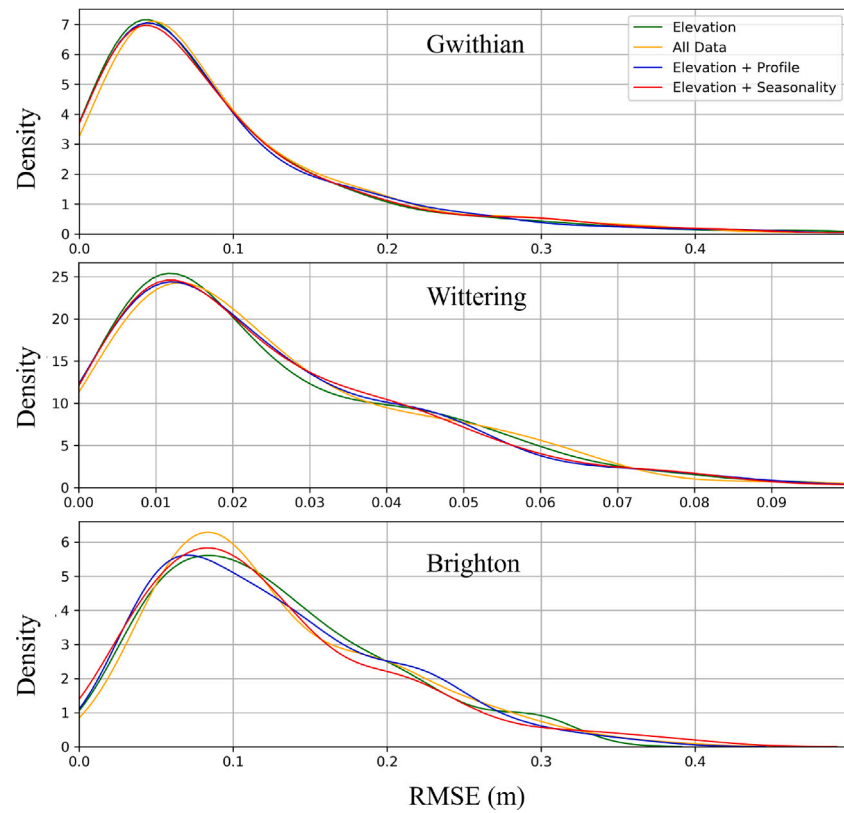 Gwithian
Elevation
All Data
Elevation + Profile
Elevation + Seasonality
Density
7
6
5
4
3
2
1
0
0.0 0.1 0.2 0.3 0.4
Wittering
Density
25
20
15
10
5
0
0.00 0.01 0.02 0.03 0.04 0.05 0.06 0.07 0.08 0.09
Brighton
Density
6
5
4
3
2
1
0
0.0 0.1 0.2 0.3 0.4
RMSE (m)